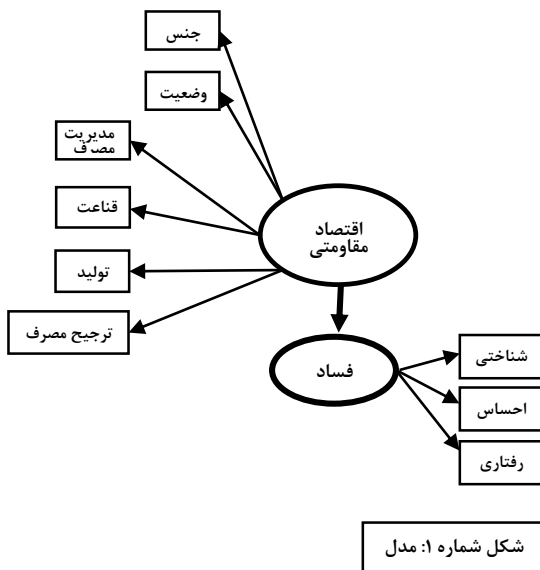 جنس
وضعیت
مدیریت
مصرف
قناعت
تولید
ترجیح مصرف
اقتصاد
مقاومتی
فساد
شناختی
احساس
رفتاری
شکل شماره ۱: مدل